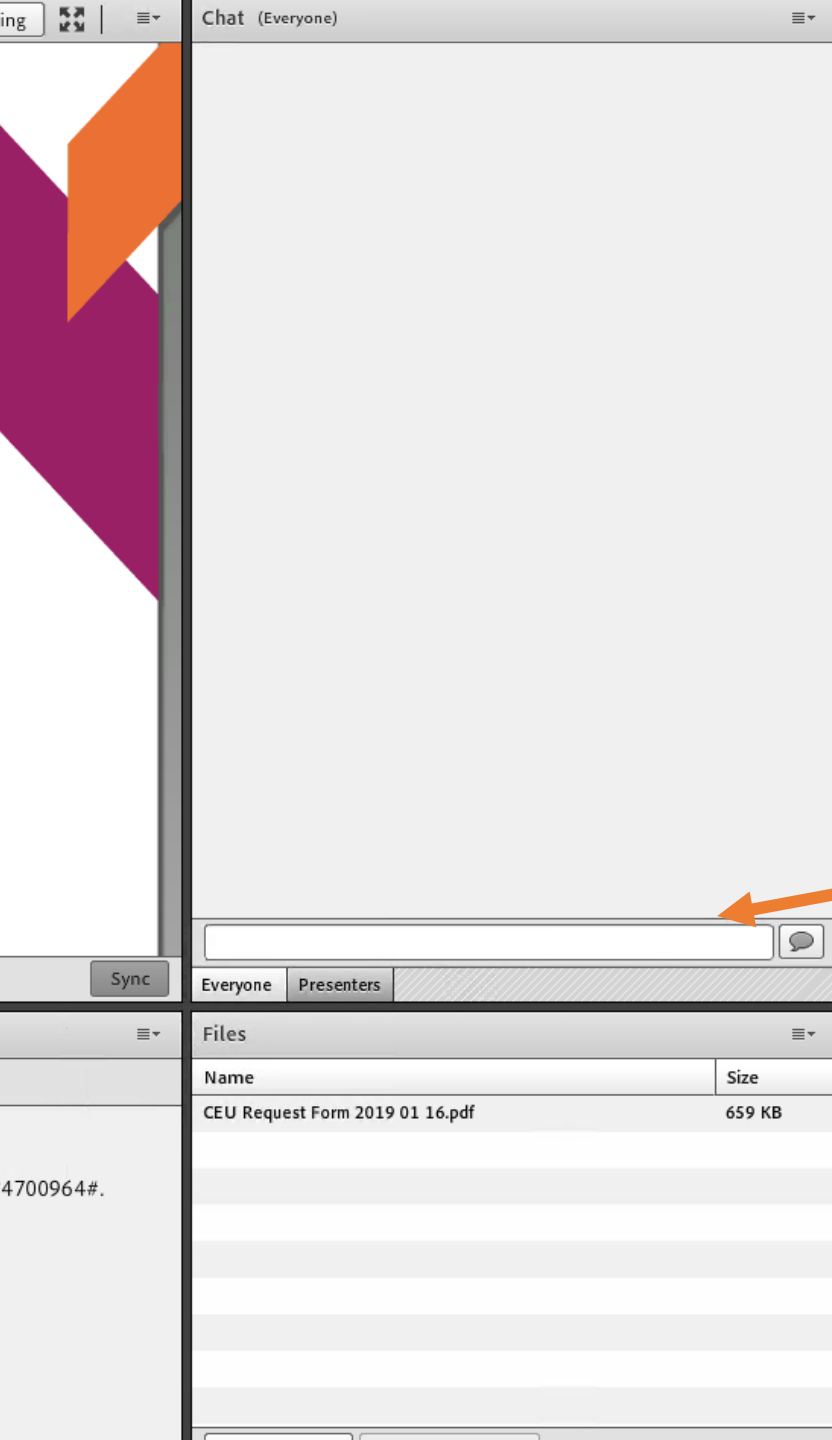 ing
Chat (Everyone)
Sync
Everyone Presenters
Files
Name Size
CEU Request Form 2019 01 16.pdf 659 KB
4700964#.